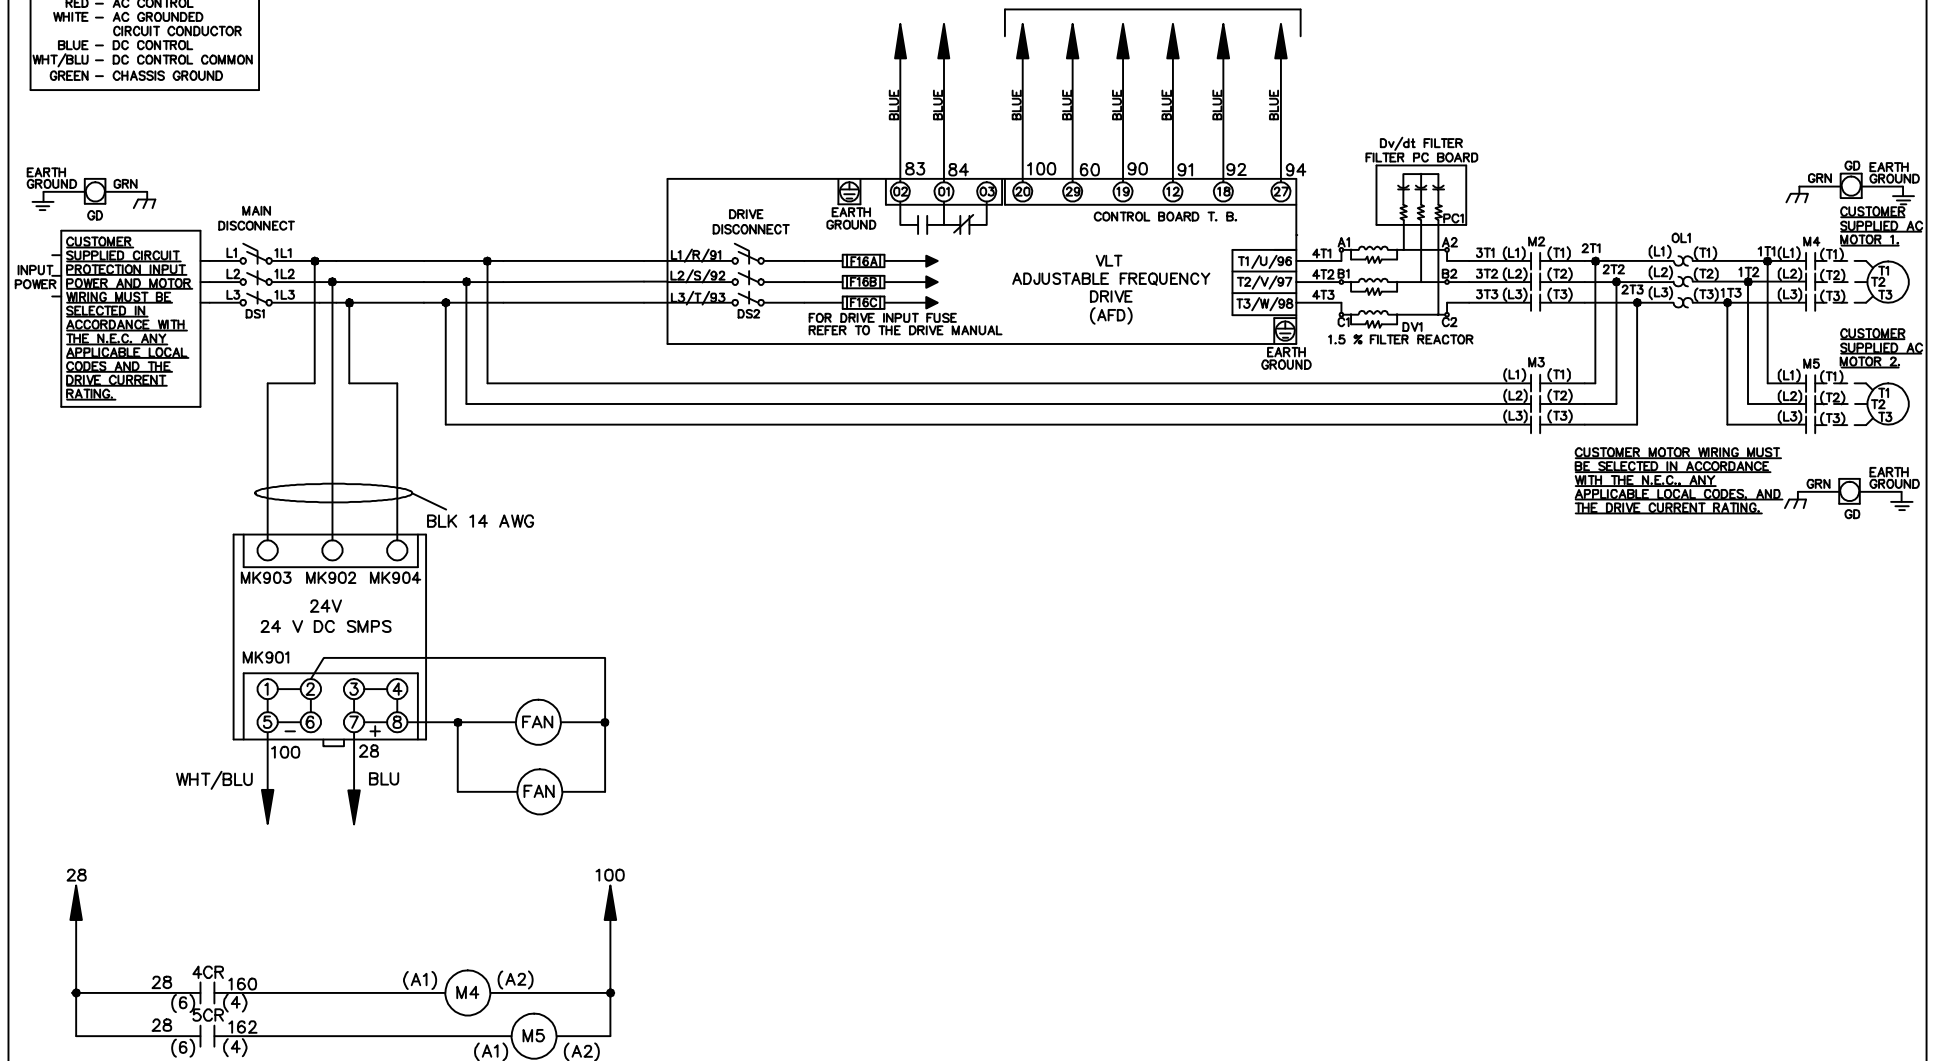 RED - AC CONTROL
WHITE - AC GROUNDED
CIRCUIT CONDUCTOR
BLUE - DC CONTROL
WHT/BLU - DC CONTROL COMMON
GREEN - CHASSIS GROUND
BLUE
BLUE
BLUE
BLUE
BLUE
BLUE
BLUE
BLUE
83
84
100
60
90
91
92
94
02
01
03
20
29
19
12
18
27
EARTH
GROUND
CONTROL BOARD T. B.
EARTH
GROUND
GRN
GD
MAIN
DISCONNECT
CUSTOMER
SUPPLIED CIRCUIT
PROTECTION INPUT
POWER AND MOTOR
WIRING MUST BE
SELECTED IN
ACCORDANCE WITH
THE N.E.C. ANY
APPLICABLE LOCAL
CODES AND THE
DRIVE CURRENT
RATING.
INPUT
POWER
L1
1L1
L2
1L2
L3
1L3
DS1
DRIVE
DISCONNECT
L1/R/91
L2/S/92
L3/T/93
DS2
F16A
F16B
F16C
FOR DRIVE INPUT FUSE
REFER TO THE DRIVE MANUAL
VLT
ADJUSTABLE FREQUENCY
DRIVE
(AFD)
T1/U/96
T2/V/97
T3/W/98
EARTH
GROUND
Dv/dt FILTER
FILTER PC BOARD
PC1
4T1
A1
A2
4T2
B1
B2
4T3
C1
C2
DV1
1.5 % FILTER REACTOR
M2
3T1 (L1) (T1) 2T1
3T2 (L2) (T2) 2T2
3T3 (L3) (T3) 2T3
OL1
(L1) (T1) 1T1
(L2) (T2) 1T2
(L3) (T3) 1T3
M4
(L1) (T1)
(L2) (T2)
(L3) (T3)
T1
T2
T3
GRN
GD
EARTH
GROUND
CUSTOMER
SUPPLIED AC
MOTOR 1.
CUSTOMER
SUPPLIED AC
MOTOR 2.
M3
(L1) (T1)
(L2) (T2)
(L3) (T3)
M5
(L1) (T1)
(L2) (T2)
(L3) (T3)
T1
T2
T3
CUSTOMER MOTOR WIRING MUST
BE SELECTED IN ACCORDANCE
WITH THE N.E.C., ANY
APPLICABLE LOCAL CODES, AND
THE DRIVE CURRENT RATING.
GRN
GD
EARTH
GROUND
BLK 14 AWG
MK903 MK902 MK904
24V
24 V DC SMPS
MK901
1 2 3 4
5 6 7 8
- +
100
28
WHT/BLU
BLU
FAN
FAN
28
100
28
4CR
160
(6)
(4)
(A1)
M4
(A2)
28
5CR
162
(6)
(4)
(A1)
M5
(A2)